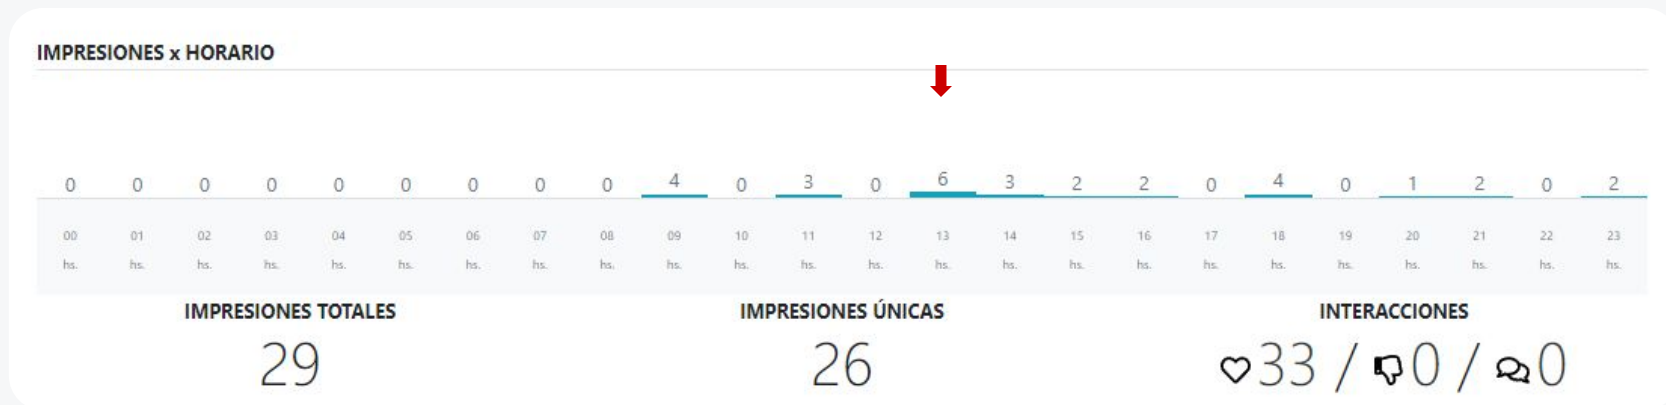 IMPRESIONES x HORARIO
0 0 0 0 0 0 0 0 0 4 0 3 0 6 3 2 2 0 4 0 1 2 0 2
00 01 02 03 04 05 06 07 08 09 10 11 12 13 14 15 16 17 18 19 20 21 22 23
hs. hs. hs. hs. hs. hs. hs. hs. hs. hs. hs. hs. hs. hs. hs. hs. hs. hs. hs. hs. hs. hs. hs. hs.
IMPRESIONES TOTALES IMPRESIONES ÚNICAS INTERACCIONES
29 26 33 / 0 / 0